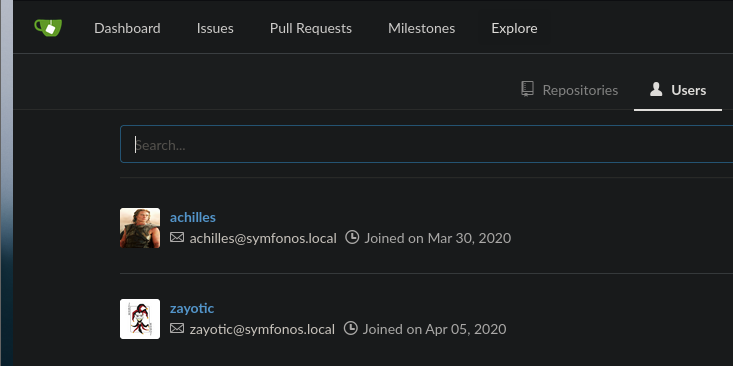 Dashboard Issues Pull Requests Milestones Explore
Repositories Users
Search...
achilles
achilles@symfonos.local Joined on Mar 30, 2020
zayotic
zayotic@symfonos.local Joined on Apr 05, 2020